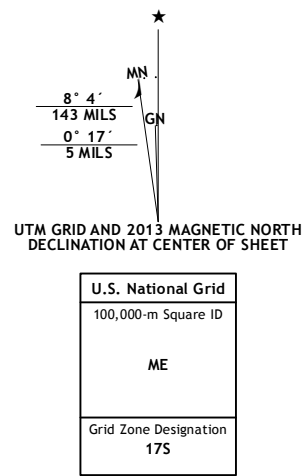 ★
MN
8° 4´
143 MILS
GN
0° 17´
5 MILS
UTM GRID AND 2013 MAGNETIC NORTH
DECLINATION AT CENTER OF SHEET
U.S. National Grid
100,000-m Square ID
ME
Grid Zone Designation
17S